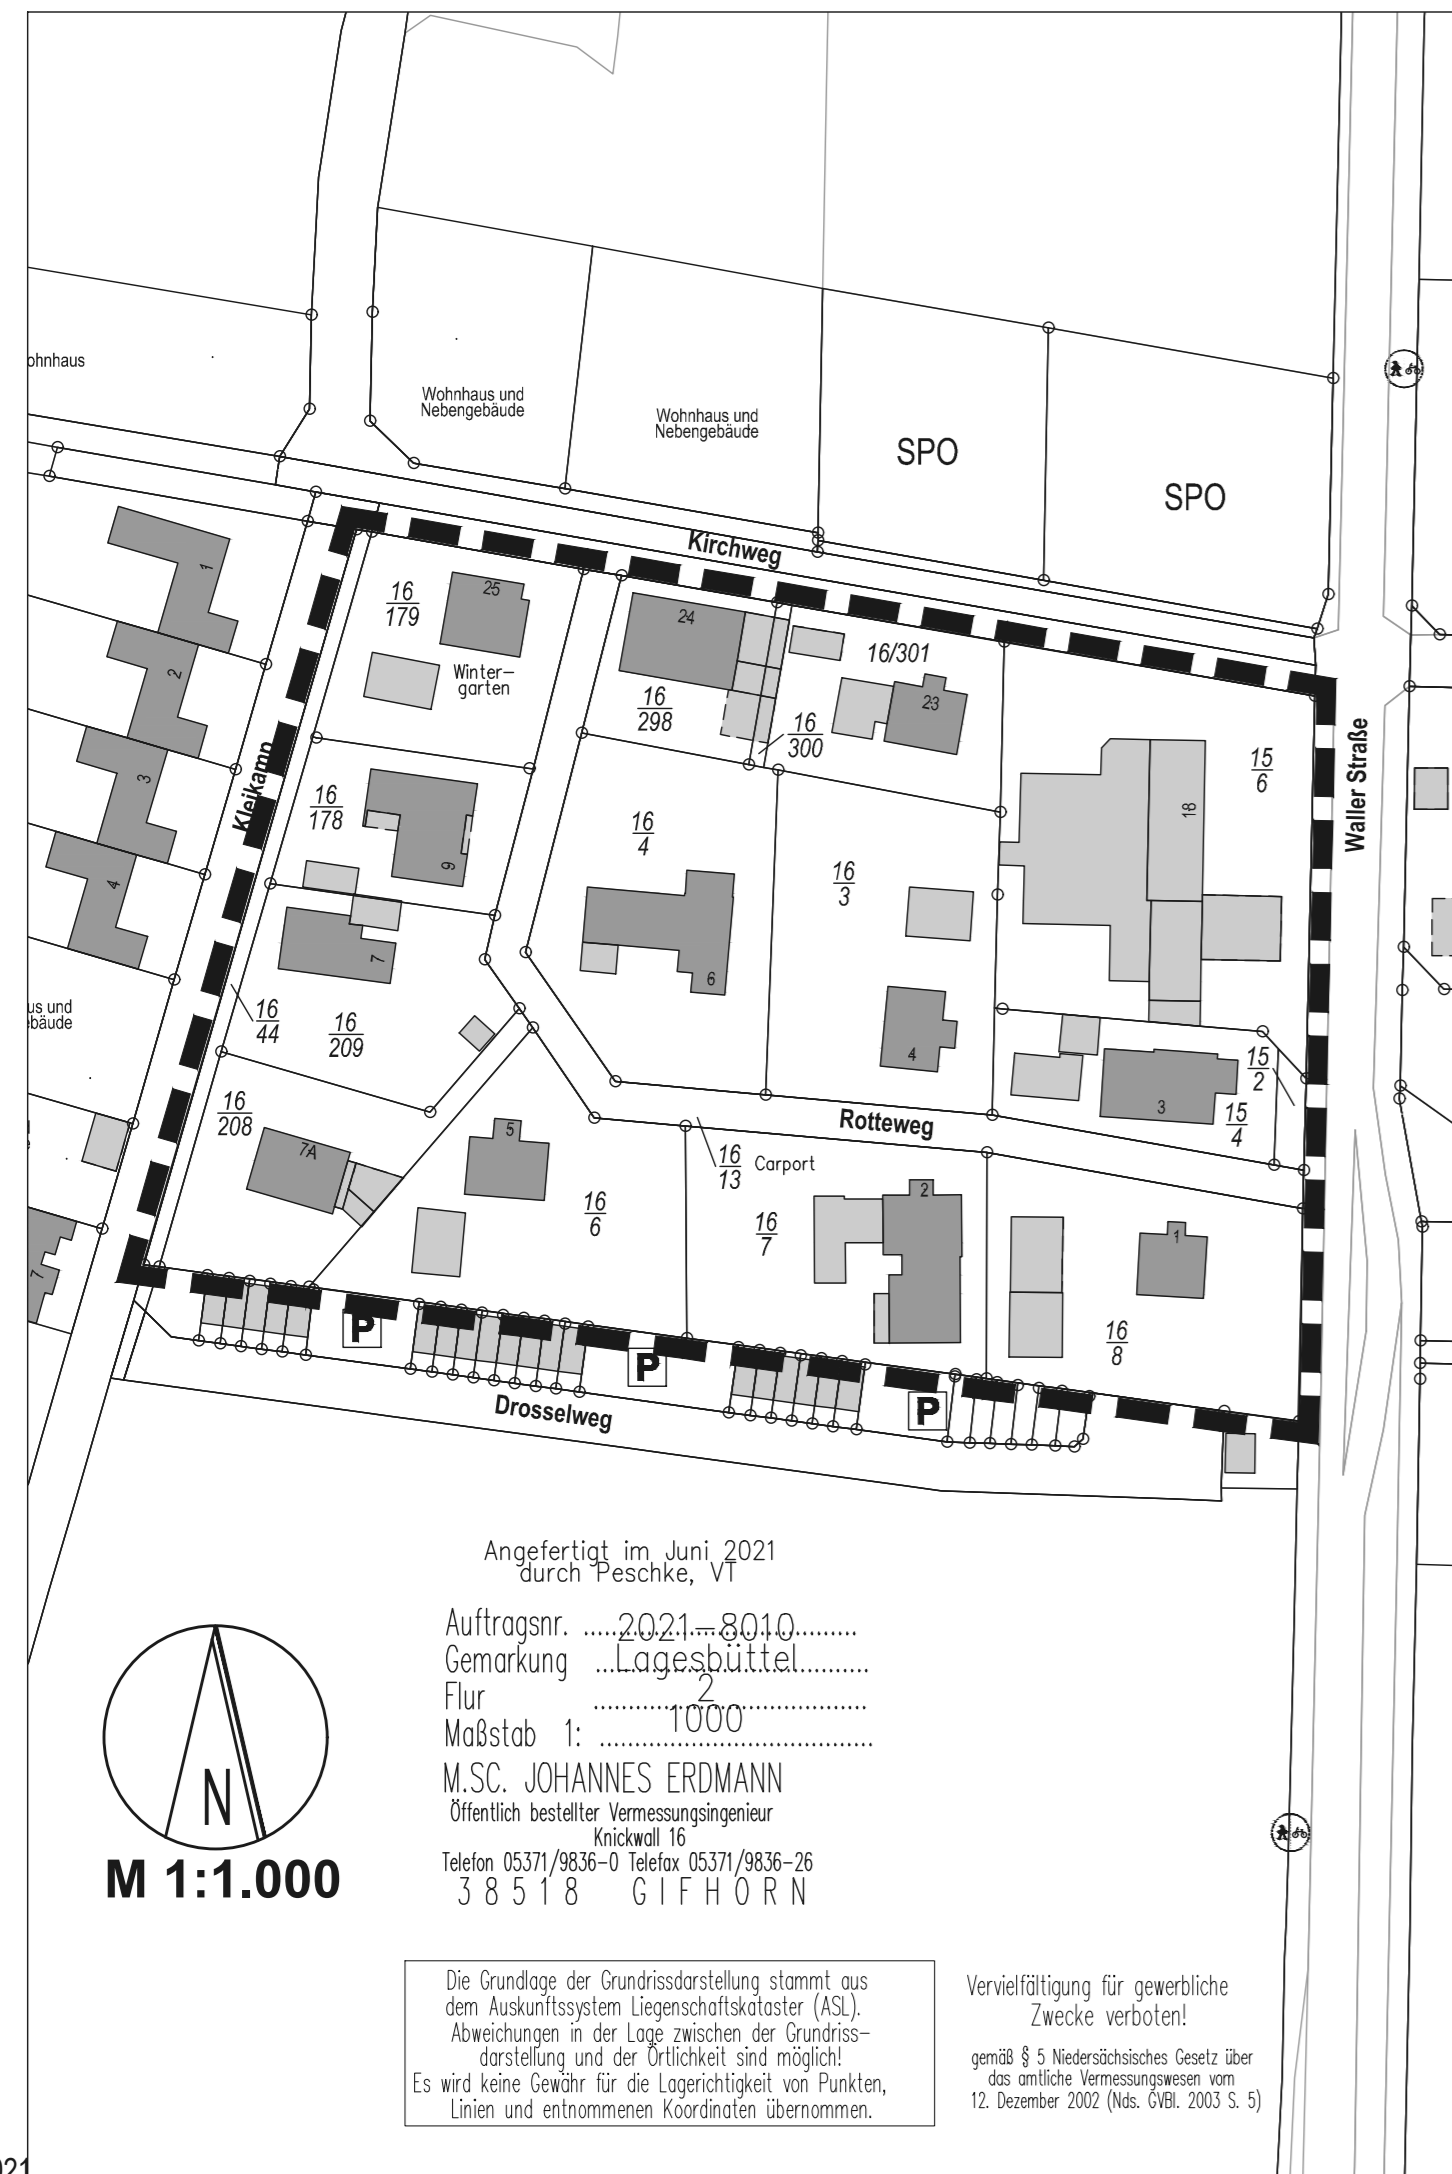 ohnhaus
Wohnhaus und
Nebengebäude
Wohnhaus und
Nebengebäude
SPO
SPO
Kirchweg
1
2
3
4
16
179
25
Winter-
garten
24
16
298
16
300
16/301
23
15
6
18
Waller Straße
Kleikamp
16
178
9
16
4
16
3
6
4
7
us und
bäude
16
44
16
209
16
208
7A
5
16
6
Rotteweg
16
13
Carport
16
7
2
3
15
2
15
4
1
16
8
7
P
P
P
Drosselweg
Angefertigt im Juni 2021
durch Peschke, VT
Auftragsnr. 2021-8010
Gemarkung Lagesbüttel
Flur 2
Maßstab 1: 1000
M.SC. JOHANNES ERDMANN
Öffentlich bestellter Vermessungsingenieur
Knickwall 16
Telefon 05371/9836-0 Telefax 05371/9836-26
38518 GIFHORN
N
M 1:1.000
Die Grundlage der Grundrissdarstellung stammt aus
dem Auskunftssystem Liegenschaftskataster (ASL).
Abweichungen in der Lage zwischen der Grundriss-
darstellung und der Örtlichkeit sind möglich!
Es wird keine Gewähr für die Lagerichtigkeit von Punkten,
Linien und entnommenen Koordinaten übernommen.
Vervielfältigung für gewerbliche
Zwecke verboten!
gemäß § 5 Niedersächsisches Gesetz über
das amtliche Vermessungswesen vom
12. Dezember 2002 (Nds. GVBl. 2003 S. 5)
021